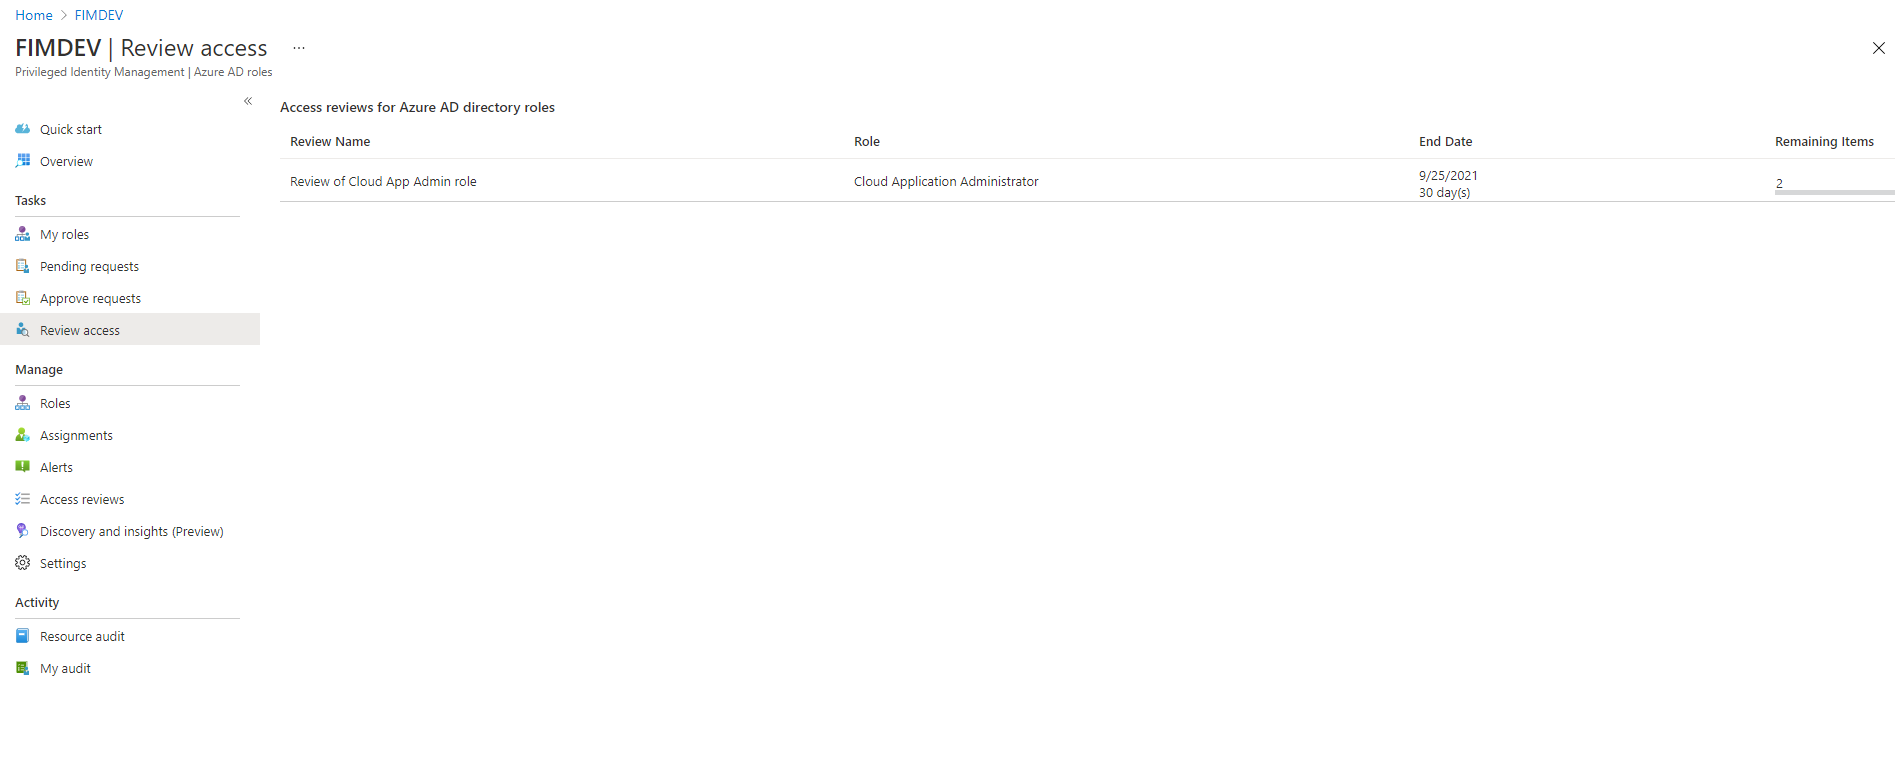 Home > FIMDEV
FIMDEV | Review access ...
Privileged Identity Management | Azure AD roles
«
Quick start
Overview
Tasks
My roles
Pending requests
Approve requests
Review access
Manage
Roles
Assignments
Alerts
Access reviews
Discovery and insights (Preview)
Settings
Activity
Resource audit
My audit
Access reviews for Azure AD directory roles
Review Name Role End Date Remaining Items
Review of Cloud App Admin role Cloud Application Administrator 9/25/2021 2
30 day(s)